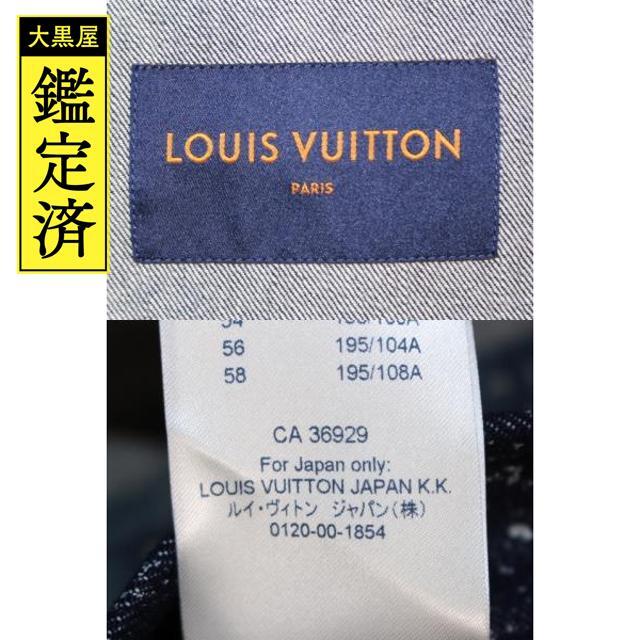 大黒屋
鑑定済
LOUIS VUITTON
PARIS
56 195/104A
58 195/108A
CA 36929
For Japan only:
LOUIS VUITTON JAPAN K.K.
ルイ・ヴィトン ジャパン(株)
0120-00-1854